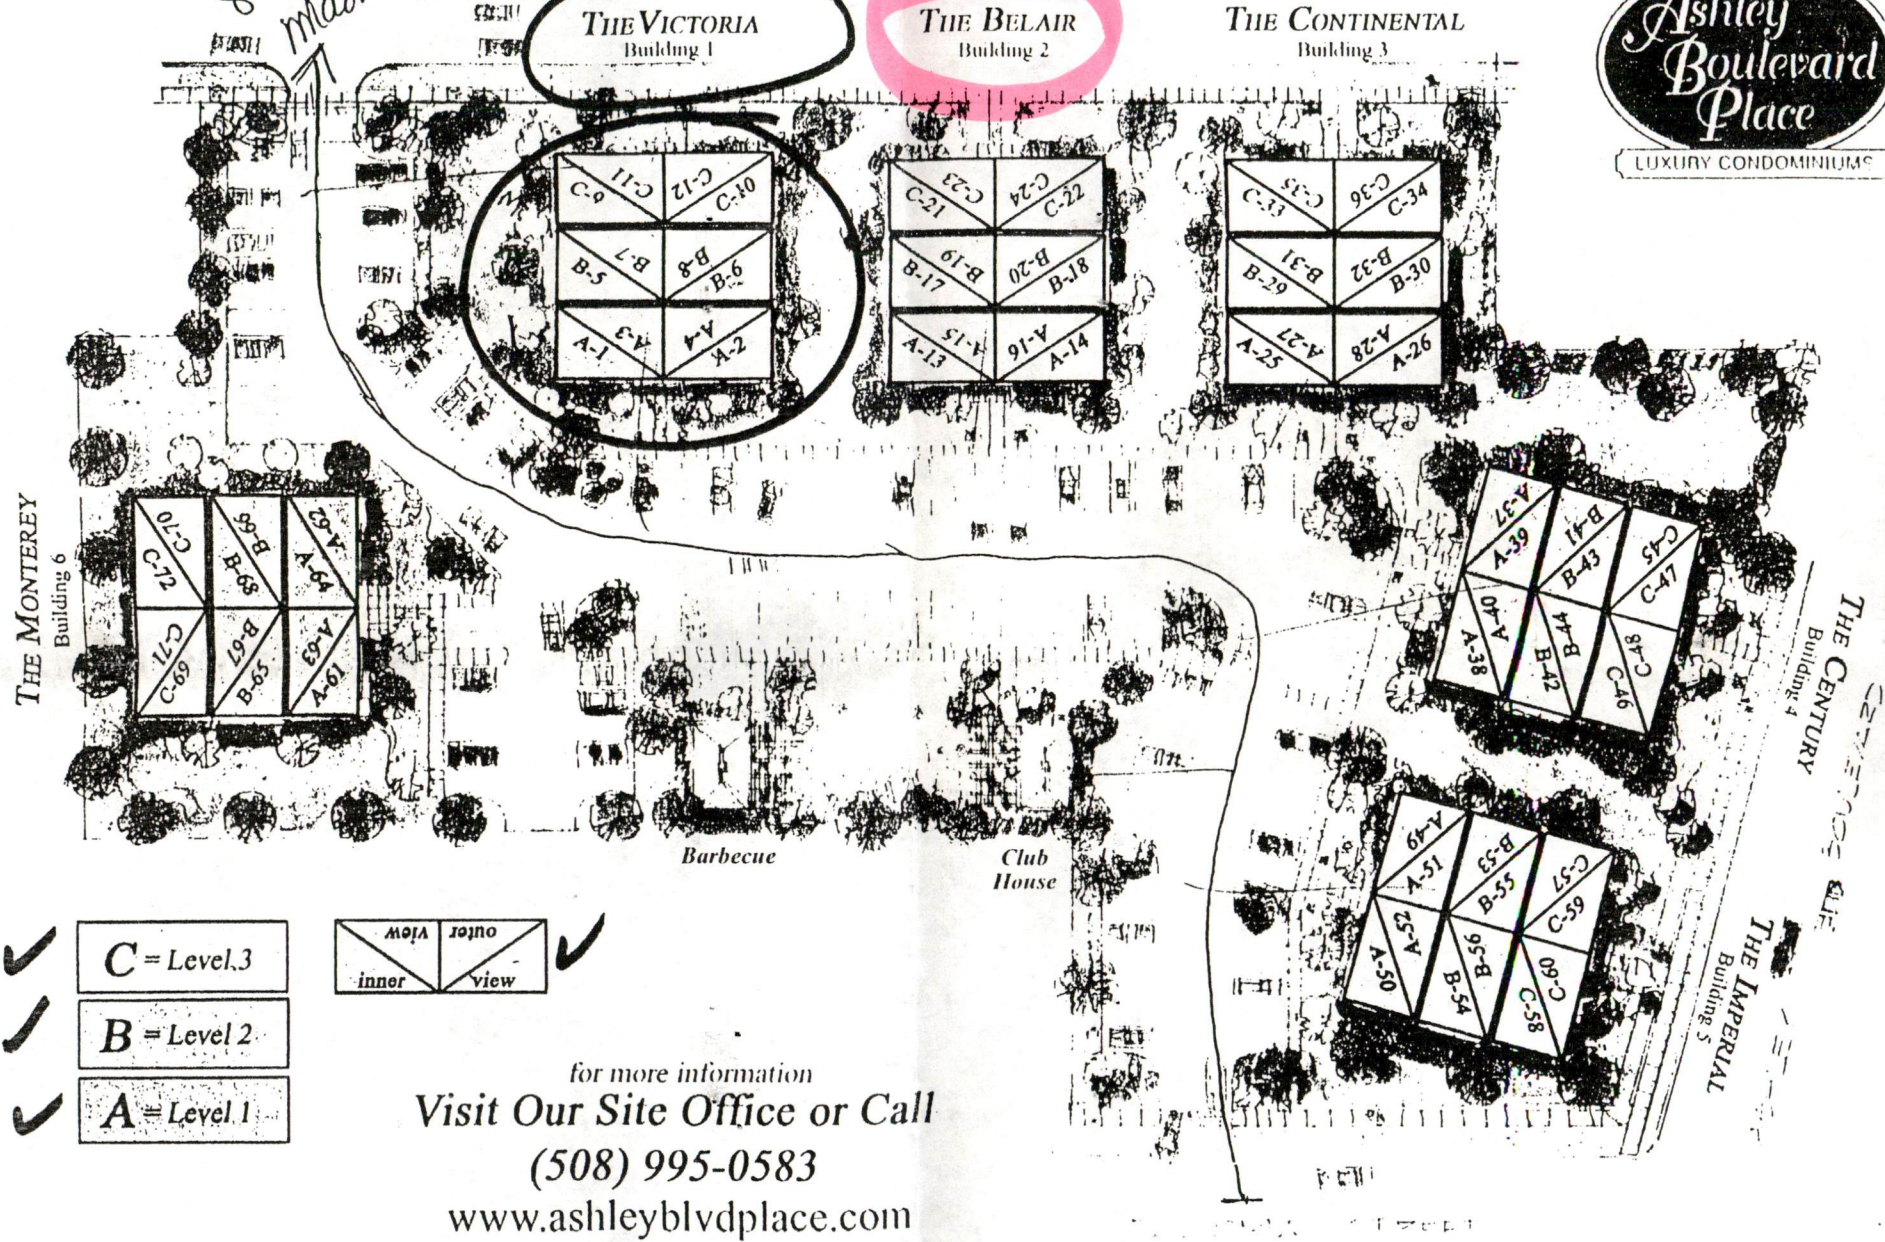 THE VICTORIA
Building 1
THE BELAIR
Building 2
THE CONTINENTAL
Building 3
Ashley
Boulevard
Place
LUXURY CONDOMINIUMS
C-9
C-11
C-12
C-10
B-5
B-7
B-8
B-6
A-1
A-3
A-4
A-2
C-21
C-23
C-24
C-22
B-17
B-19
B-20
B-18
A-13
A-15
A-16
A-14
C-33
C-35
C-36
C-34
B-29
B-31
B-32
B-30
A-25
A-27
A-28
A-26
THE MONTEREY
Building 6
C-70
C-72
B-66
B-68
A-62
A-64
C-71
C-69
B-67
B-65
A-63
A-61
A-37
A-39
B-41
B-43
C-45
C-47
A-40
A-38
B-44
B-42
C-48
C-46
THE CENTURY
Building 4
A-49
A-51
B-53
B-55
C-57
C-59
A-52
A-50
B-56
B-54
C-60
C-58
THE IMPERIAL
Building 5
Barbecue
Club
House
C = Level 3
B = Level 2
A = Level 1
view
outer
inner
view
for more information
Visit Our Site Office or Call
(508) 995-0583
www.ashleyblvdplace.com